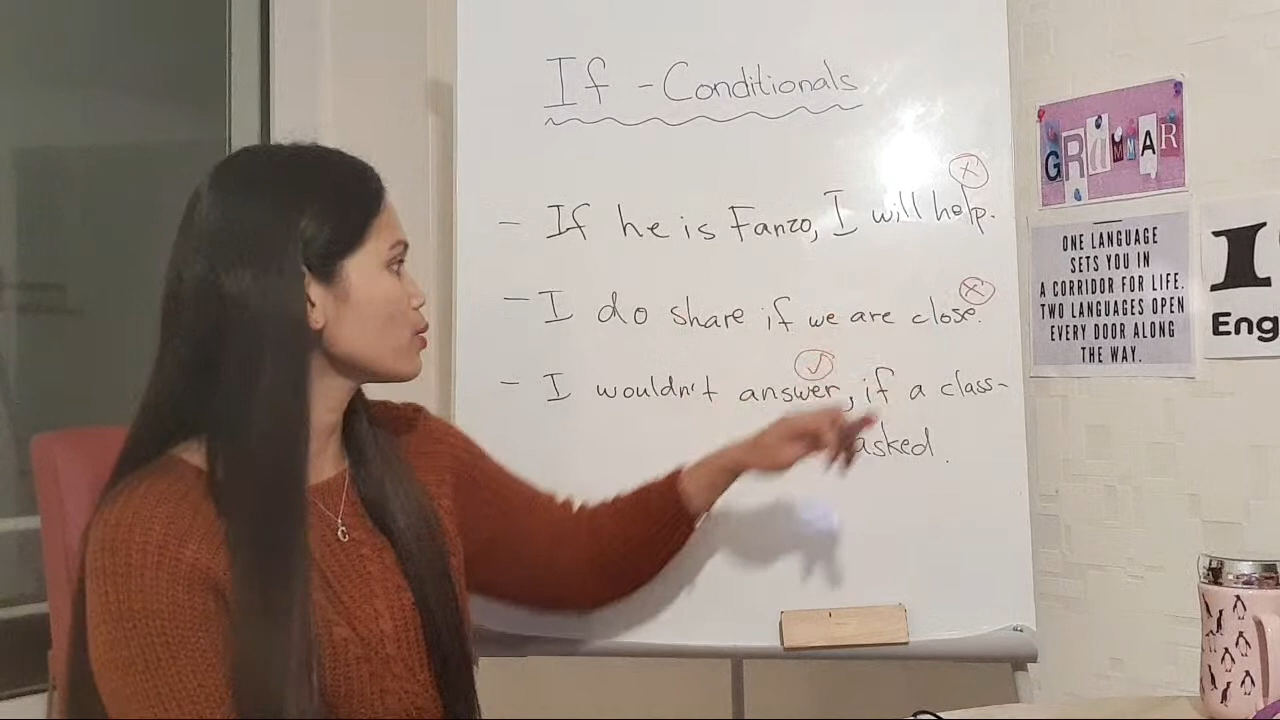 If - Conditionals
- If he is Fanzo, I will help.
- I do share if we are close.
- I wouldn't answer, if a class-
asked.
GRAMMAR
ONE LANGUAGE
SETS YOU IN
A CORRIDOR FOR LIFE.
TWO LANGUAGES OPEN
EVERY DOOR ALONG
THE WAY.
I
Eng